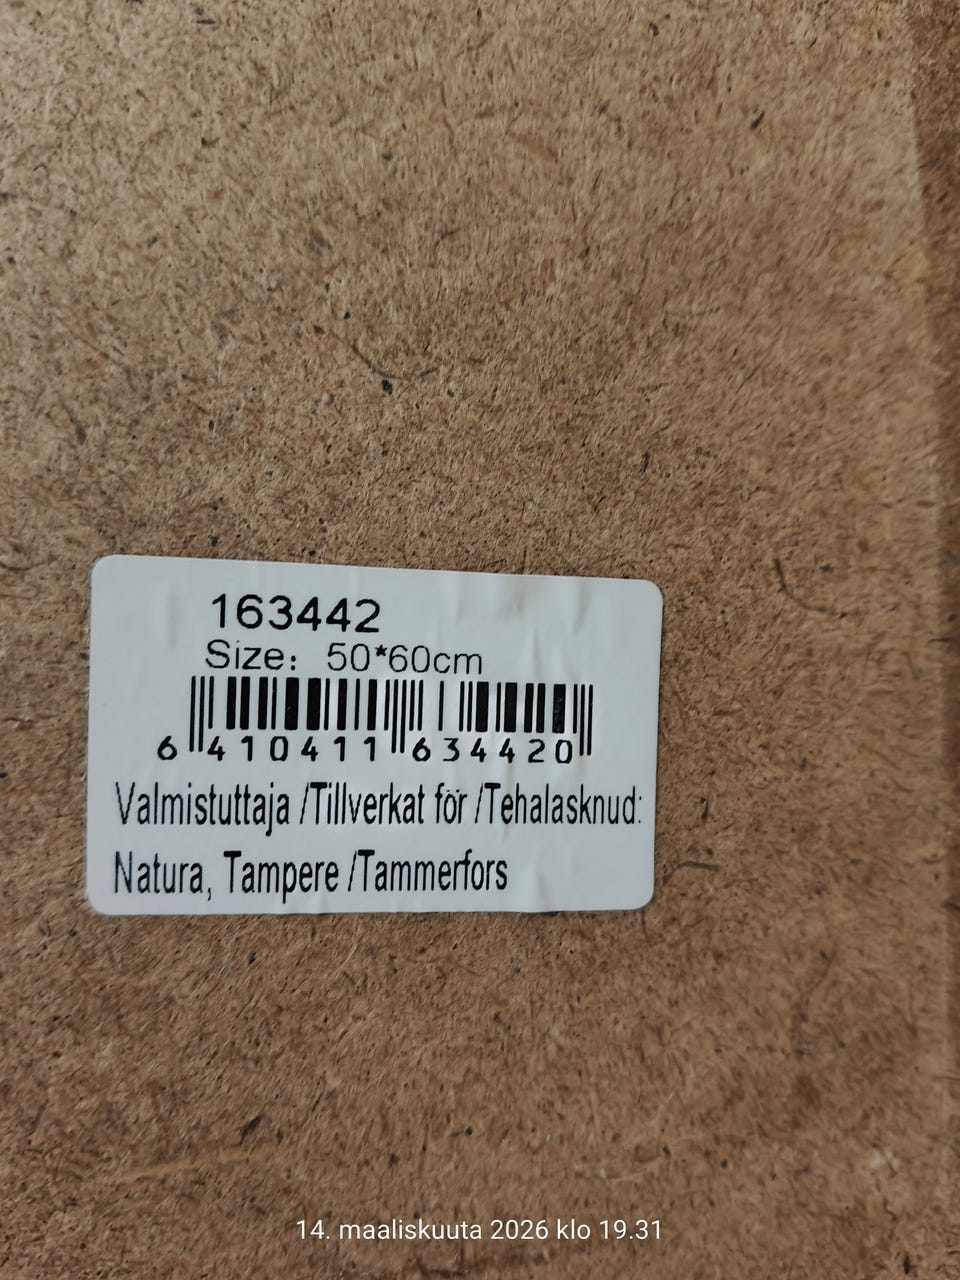 163442
Size: 50*60cm
6 410411 634420
Valmistuttaja /Tillverkat för /Tehalasknud:
Natura, Tampere /Tammerfors
14. maaliskuuta 2026 klo 19.31